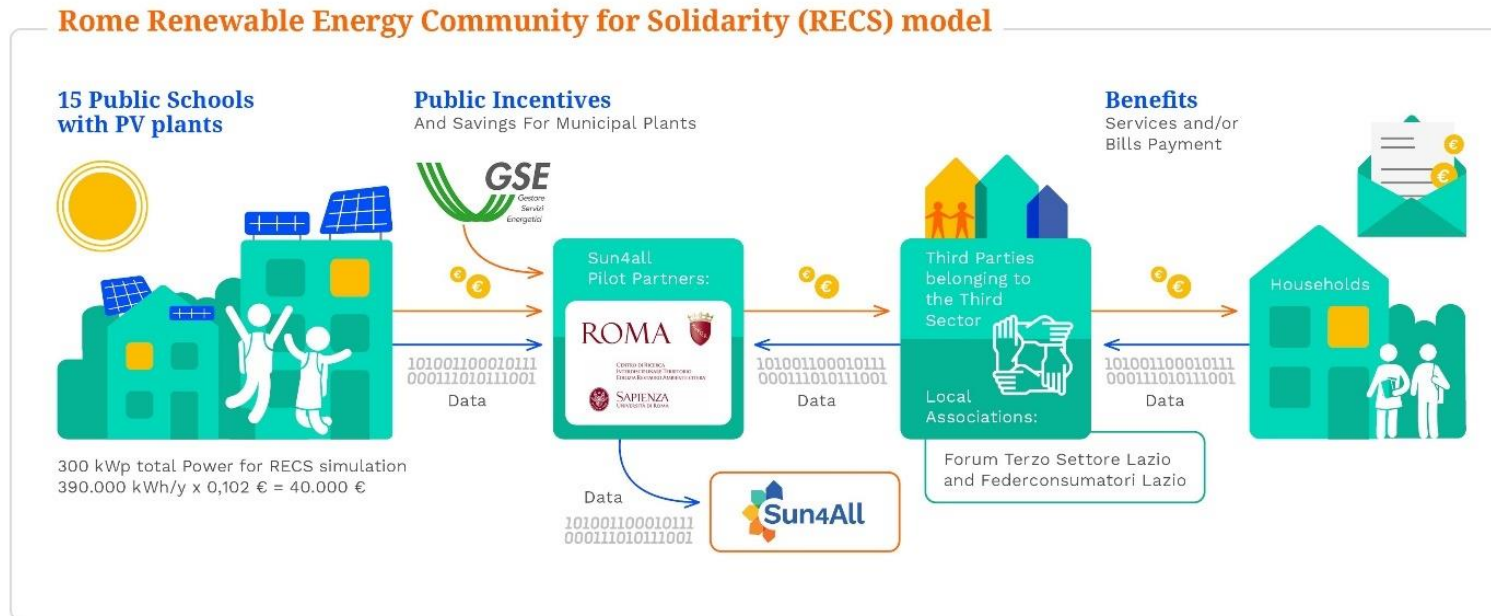 Rome Renewable Energy Community for Solidarity (RECS) model
15 Public Schools
with PV plants
Public Incentives
And Savings For Municipal Plants
Benefits
Services and/or
Bills Payment
GSE
Gestore
Servizi
Energetici
Sun4all
Pilot Partners:
ROMA
CENTRO DI RICERCA
SAPIENZA
UNIVERSITÀ DI ROMA
Third Parties
belonging to
the Third
Sector
Local
Associations:
Households
101001100010111
000111010111001
Data
101001100010111
000111010111001
Data
101001100010111
000111010111001
Data
300 kWp total Power for RECS simulation
390.000 kWh/y x 0,102 € = 40.000 €
Forum Terzo Settore Lazio
and Federconsumatori Lazio
Data
101001100010111
000111010111001
Sun4All